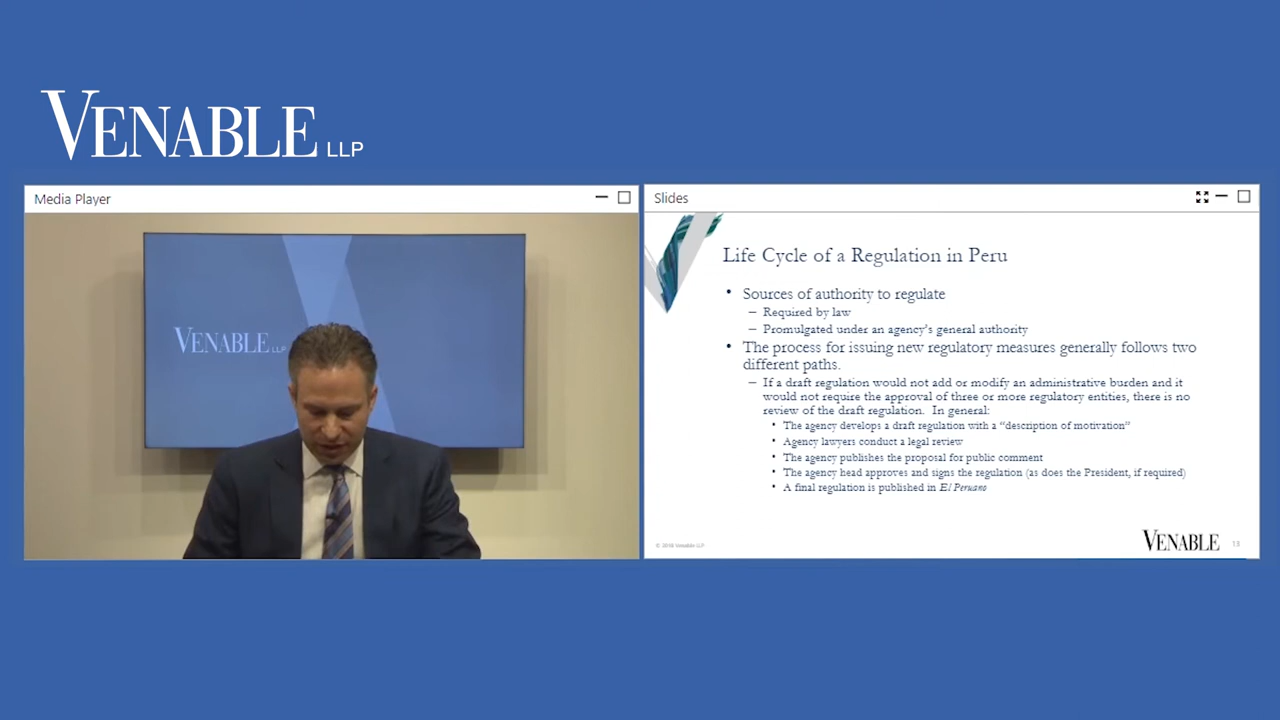 VENABLE LLP
Media Player
VENABLE LLP
Slides
Life Cycle of a Regulation in Peru
• Sources of authority to regulate
– Required by law
– Promulgated under an agency's general authority
• The process for issuing new regulatory measures generally follows two
different paths.
– If a draft regulation would not add or modify an administrative burden and it
would not require the approval of three or more regulatory entities, there is no
review of the draft regulation. In general:
• The agency develops a draft regulation with a “description of motivation”
• Agency lawyers conduct a legal review
• The agency publishes the proposal for public comment
• The agency head approves and signs the regulation (as does the President, if required)
• A final regulation is published in El Peruano
© 2018 Venable LLP
VENABLE
13